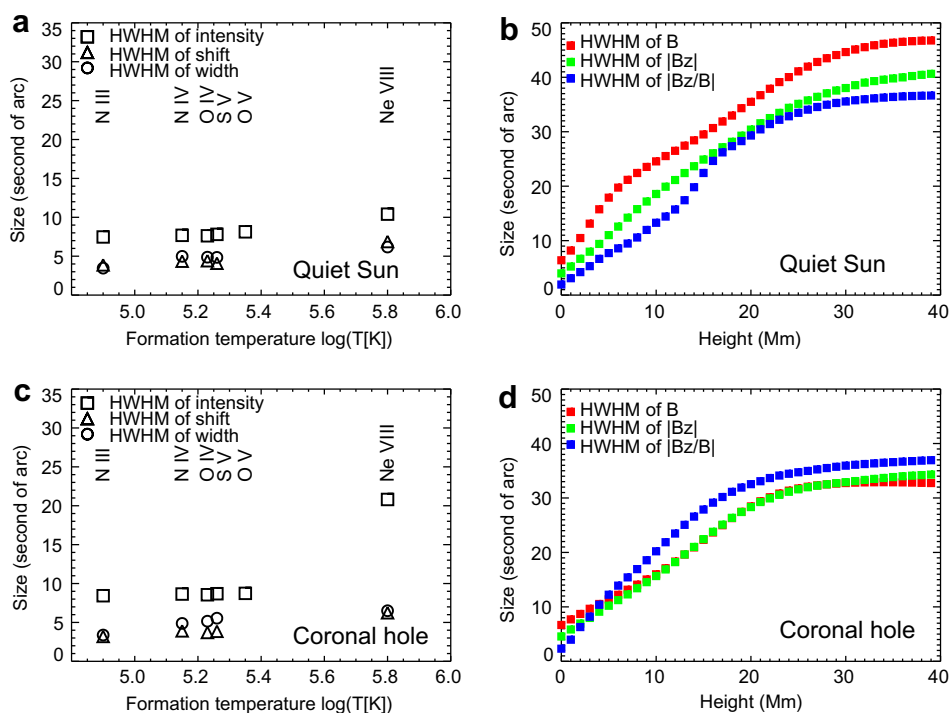 a
35
30
25
20
15
10
5
0
Size (second of arc)
HWHM of intensity
HWHM of shift
HWHM of width
N III
N IV
O IV
S V
O V
Ne VIII
Quiet Sun
5.0 5.2 5.4 5.6 5.8 6.0
Formation temperature log(T[K])
b
50
40
30
20
10
0
Size (second of arc)
HWHM of B
HWHM of |Bz|
HWHM of |Bz/B|
Quiet Sun
0 10 20 30 40
Height (Mm)
c
35
30
25
20
15
10
5
0
Size (second of arc)
HWHM of intensity
HWHM of shift
HWHM of width
N III
N IV
O IV
S V
O V
Ne VIII
Coronal hole
5.0 5.2 5.4 5.6 5.8 6.0
Formation temperature log(T[K])
d
50
40
30
20
10
0
Size (second of arc)
HWHM of B
HWHM of |Bz|
HWHM of |Bz/B|
Coronal hole
0 10 20 30 40
Height (Mm)